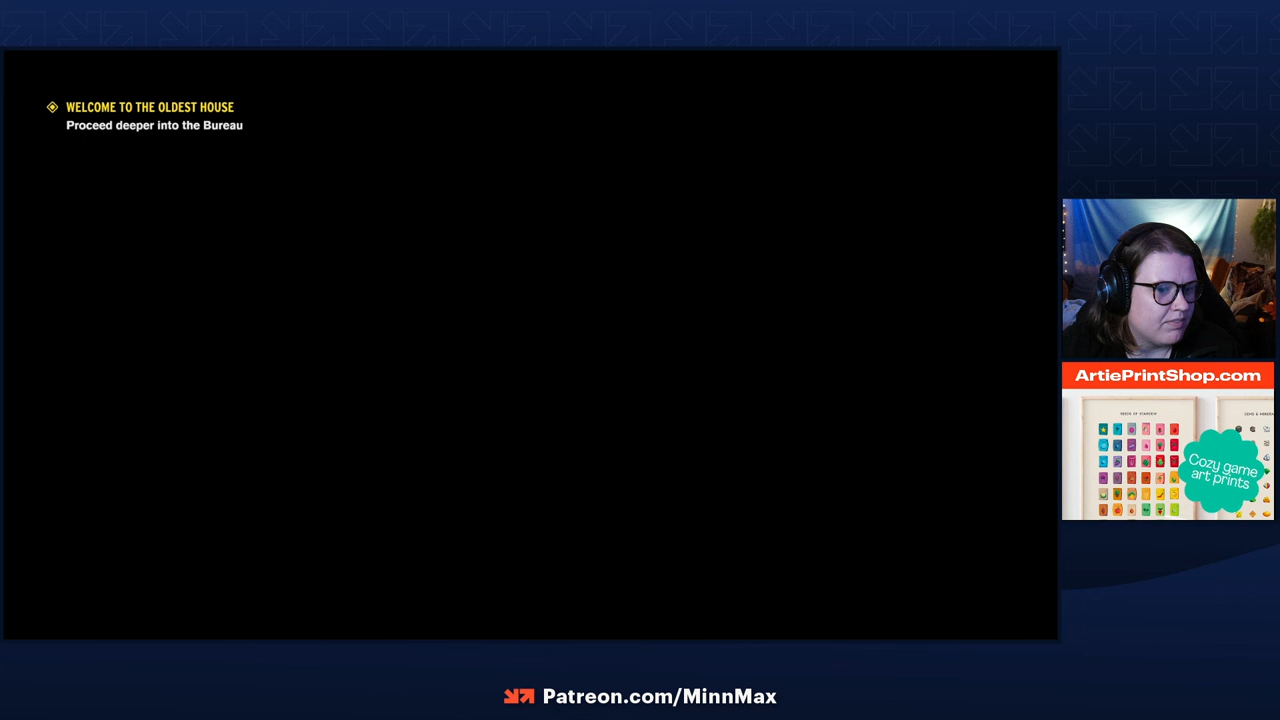 WELCOME TO THE OLDEST HOUSE
Proceed deeper into the Bureau
ArtiePrintShop.com
Cozy game
art prints
Patreon.com/MinnMax